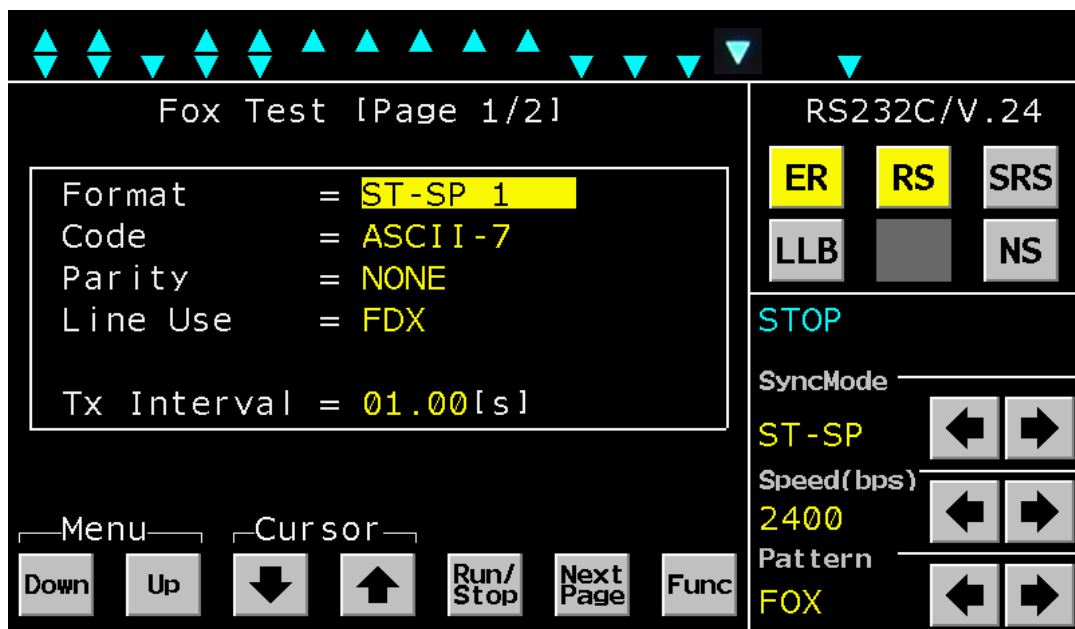 Fox Test [Page 1/2]
Format = ST-SP 1
Code = ASCII-7
Parity = NONE
Line Use = FDX
Tx Interval = 01.00[s]
Menu
Cursor
Down
Up
Run/
Stop
Next
Page
Func
RS232C/V.24
ER RS SRS
LLB NS
STOP
SyncMode
ST-SP
Speed(bps)
2400
Pattern
FOX